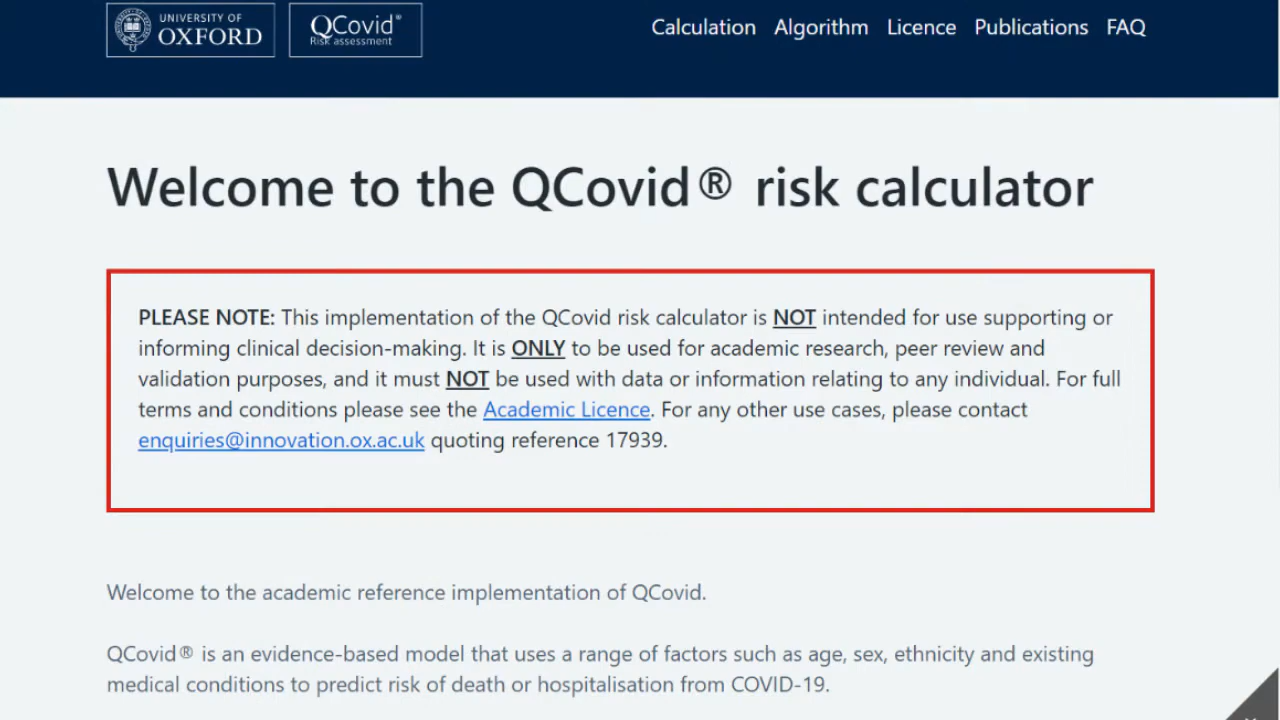 UNIVERSITY OF
OXFORD
QCovid®
Risk assessment
Calculation Algorithm Licence Publications FAQ
Welcome to the QCovid® risk calculator
PLEASE NOTE: This implementation of the QCovid risk calculator is NOT intended for use supporting or
informing clinical decision-making. It is ONLY to be used for academic research, peer review and
validation purposes, and it must NOT be used with data or information relating to any individual. For full
terms and conditions please see the Academic Licence. For any other use cases, please contact
enquiries@innovation.ox.ac.uk quoting reference 17939.
Welcome to the academic reference implementation of QCovid.
QCovid® is an evidence-based model that uses a range of factors such as age, sex, ethnicity and existing
medical conditions to predict risk of death or hospitalisation from COVID-19.